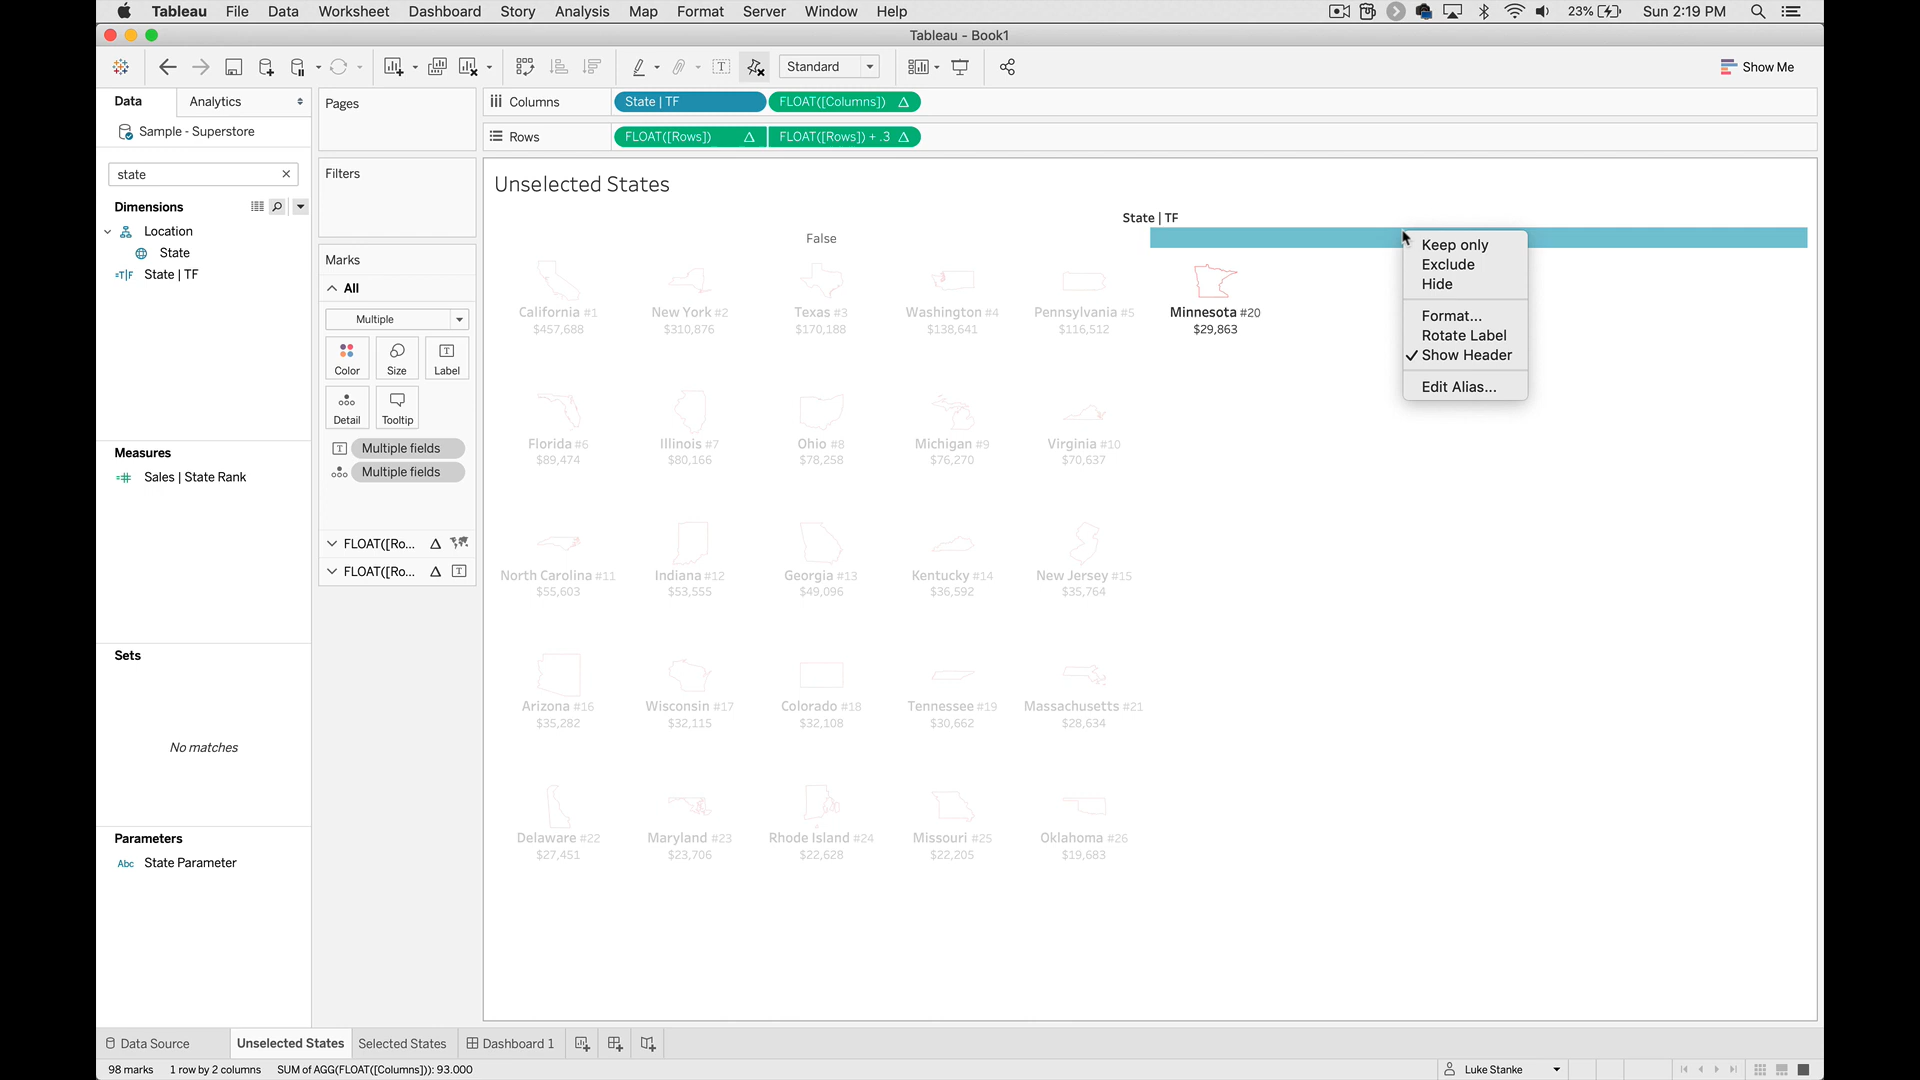 Tableau File Data Worksheet Dashboard Story Analysis Map Format Server Window Help 23% Sun 2:19 PM
Tableau - Book1
Standard Show Me
Data Analytics
Sample - Superstore
state
Dimensions
Location
State
=T|F State | TF
Measures
=# Sales | State Rank
Sets
No matches
Parameters
Abc State Parameter
Pages
Filters
Marks
All
Multiple
Color Size Label
Detail Tooltip
T Multiple fields
Multiple fields
FLOAT([Ro... Δ
FLOAT([Ro... Δ T
Columns State | TF FLOAT([Columns]) Δ
Rows FLOAT([Rows]) Δ FLOAT([Rows]) + .3 Δ
Unselected States
State | TF
False
California #1 New York #2 Texas #3 Washington #4 Pennsylvania #5 Minnesota #20
$457,688 $310,876 $170,188 $138,641 $116,512 $29,863
Florida #6 Illinois #7 Ohio #8 Michigan #9 Virginia #10
$89,474 $80,166 $78,258 $76,270 $70,637
North Carolina #11 Indiana #12 Georgia #13 Kentucky #14 New Jersey #15
$55,603 $53,555 $49,096 $36,592 $35,764
Arizona #16 Wisconsin #17 Colorado #18 Tennessee #19 Massachusetts #21
$35,282 $32,115 $32,108 $30,662 $28,634
Delaware #22 Maryland #23 Rhode Island #24 Missouri #25 Oklahoma #26
$27,451 $23,706 $22,628 $22,205 $19,683
Keep only
Exclude
Hide
Format...
Rotate Label
✓ Show Header
Edit Alias...
Data Source Unselected States Selected States Dashboard 1
98 marks 1 row by 2 columns SUM of AGG(FLOAT([Columns])): 93.000 Luke Stanke